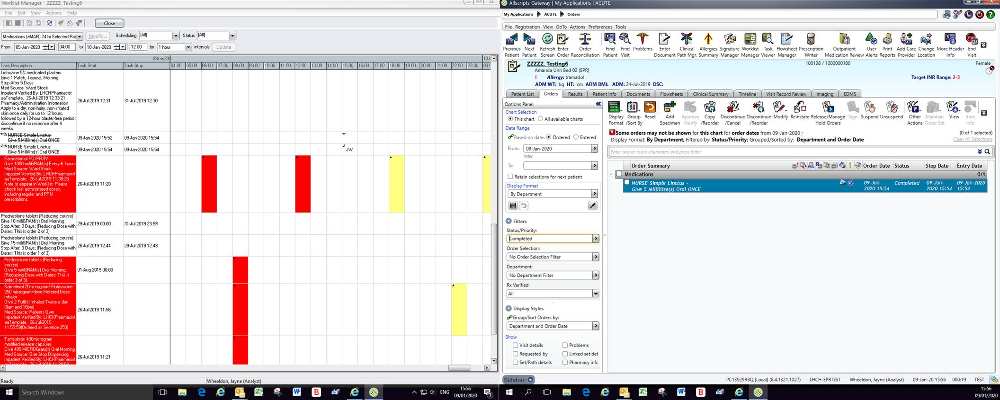 Worklist Manager - ZZZZZ, Testing6
File Edit View Actions Help
Close
Medications (eMAR) 24 hr Selected Pat
Modify... Scheduling [All] Status [All]
From 09-Jan-2020 04:00 to 10-Jan-2020 12:00 by 1 hour intervals Update
09Jan20
Task Description Task Start Task Stop 04:00 05:00 06:00 07:00 08:00 09:00 10:00 11:00 12:00 13:00 14:00 15:00 16:00 17:00 18:00 19:00 20:00 21:00 22:00 23:00
Lidocaine 5% medicated plasters
Give 1 Patch, Topical, Morning
Stop After 5 Days
Med Source: Ward Stock
Inpatient Verified By: LHCHPharmacist
aaTemplate, 26-Jul-2019 12:33:21
Pharmacy/Administration Information
Apply to a dry, non-hairy, non-irritated
skin once daily for up to 12 hours,
followed by a 12-hour plaster-free period;
discontinue if no response after 4
weeks.
26-Jul-2019 12:31 31-Jul-2019 12:30
NURSE Simple Linctus
Give 5 Millilitre(s) Oral ONCE
09-Jan-2020 15:52 09-Jan-2020 15:54
NURSE Simple Linctus
Give 5 Millilitre(s) Oral ONCE
09-Jan-2020 15:54 09-Jan-2020 15:54
JW
Paracetamol PO/PR/IV
Give 1000 milliGRAM(s) Every 6 hours
Med Source: Ward Stock
Inpatient Verified By: LHCHPharmacist
aaTemplate, 26-Jul-2019 11:30:25
Note to appear in Worklist: Please
check last administered doses,
including regular and PRN
prescriptions.
26-Jul-2019 11:20
Prednisolone tablets (Reducing course)
Give 10 milliGRAM(s) Oral Morning
Stop After: 3 Days; (Reducing Dose with
Dates: This is order 2 of 3)
29-Jul-2019 00:00 31-Jul-2019 23:59
Prednisolone tablets (Reducing course)
Give 15 milliGRAM(s) Oral Morning
Stop After: 3 Days; (Reducing Dose with
Dates: This is order 1 of 3)
26-Jul-2019 12:44 29-Jul-2019 12:43
Prednisolone tablets (Reducing
course)
Give 5 milliGRAM(s) Oral Morning;
(Reducing Dose with Dates: This is
order 3 of 3)
01-Aug-2019 00:00
Salmeterol 25microgram/ Fluticasone
250 microgram/dose Metered Dose
Inhaler
Give 2 Puff(s) Inhaled Twice a day
(8am and 10pm)
Med Source: Patients Own
Inpatient Verified By: LHCHPharmacist
aaTemplate, 26-Jul-2019
11:55:59[Ordered as Seretide 250]
26-Jul-2019 11:56
Tamsulosin 400microgram
modified-release capsules
Give 400 MICROGram(s) Oral Morning
Med Source: One Stop Dispensing
Inpatient Verified By: LHCHPharmacist
26-Jul-2019 11:21
Ready Wheeldon, Jayne (Analyst)
Search Windows
ENG
15:56
09/01/2020
Allscripts Gateway | My Applications | ACUTE
My Applications ACUTE Orders
File Registration View GoTo Actions Preferences Tools
Previous Patient
Next Patient
Refresh Screen
Enter Order
Order Reconciliation
Find Patient
Find Visit
Problems
Enter Document
Clinical Path Mgr.
Allergies Summary
Signature Manager
Worklist Manager
Task Viewer
Flowsheet Manager
Prescription Writer
Outpatient Medication Review
User Alerts
Print Reports
Add Care Provider
Change Location
More Header Info
End Visit
ZZZZZ, Testing6 100138 / 1000000180 Female
Amanda Unit Bed 02 (EPR)
! Allergy: tramadol Target INR Range: 2-3
ADM WT: kg HT: cm ADM BMI: ADM: 24-Jul-2019 DSC:
Patient List Orders Results Patient Info Documents Flowsheets Clinical Summary Timeline Visit Record Review Imaging EDMS
Options Panel
Chart Selection
This chart All available charts
Date Range
Based on date: Ordered Entered
From: 09-Jan-2020
Today
To:
Retain selections for next patient
Display Format
By Department
Filters
Status/Priority:
Completed
Order Selection:
No Order Selection Filter
Department:
No Department Filter
Rx Verified:
All
Display Styles
Group/Sort Orders by:
Department and Order Date
Show
Visit details Problems
Requested by Linked set det
Set/Path details Pharmacy infc
Display Format
Group /Sort By
Reset
Add Specimen
Approve /Verify
Copy /Reorder
Discontinue /Cancel
Discontinue /Reorder
Modify
Reinstate
Release/Manage Hold Orders
Sign
Suspend
Unsuspend
Other Actions
Maintain Order Set
View
Item Info
Some orders may not be shown for this chart for order dates from 09-Jan-2020 ; (0 of 1 selected)
Display Format: By Department; Filtered by: Status/Priority; Grouped/Sorted by: Department and Order Date Clear All Selections
Enter one or more characters and press Enter
Order Summary PRN Order Date Status Stop Date Entry Date
Medications 0/1
NURSE Simple Linctus - 09-Jan- Completed 09-Jan- 09-Jan-2020
Give 5 Millilitre(s) Oral ONCE 2020 15:54 2020 15:54 15:54
Sidebar PC13929RBQ [Local] (8.4.1321.1027) LHCH-EPRTEST Wheeldon, Jayne (Analyst) 09-Jan-20 15:56 000:19 TEST
15:56
09/01/2020